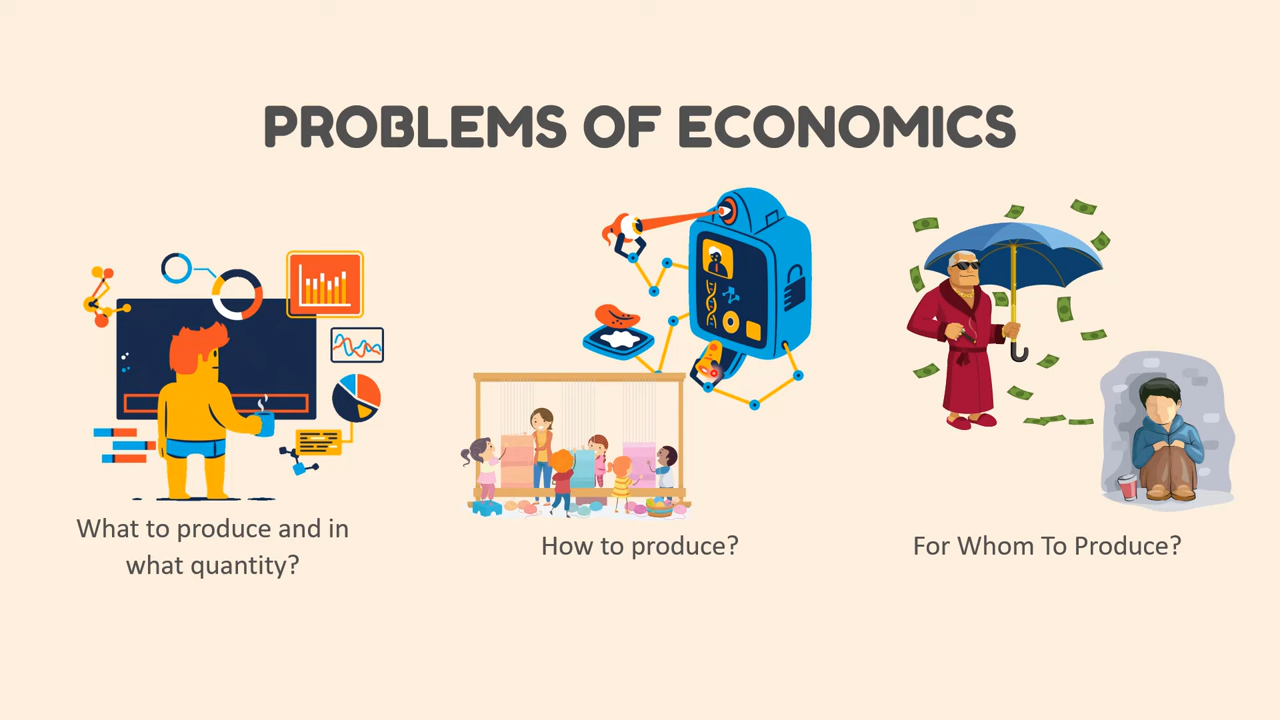 PROBLEMS OF ECONOMICS
What to produce and in
what quantity?
How to produce?
For Whom To Produce?